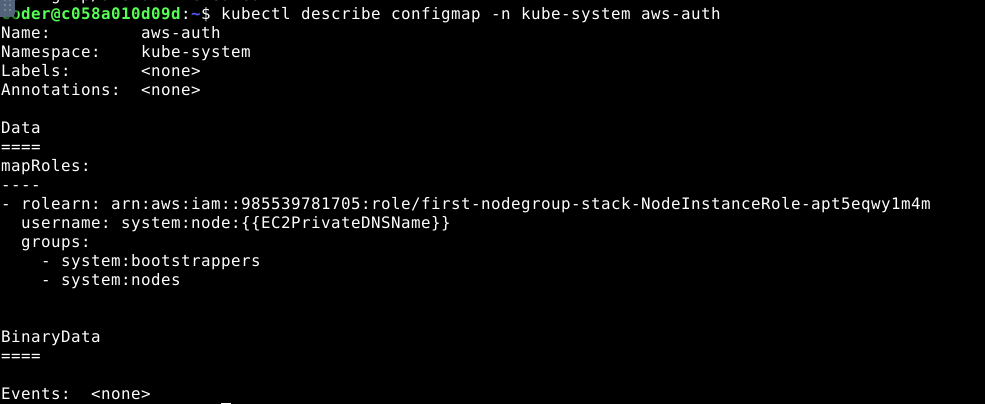 coder@c058a010d09d:~$ kubectl describe configmap -n kube-system aws-auth
Name:         aws-auth
Namespace:    kube-system
Labels:       <none>
Annotations:  <none>

Data
====
mapRoles:
----
- rolearn: arn:aws:iam::985539781705:role/first-nodegroup-stack-NodeInstanceRole-apt5eqwy1m4m
  username: system:node:{{EC2PrivateDNSName}}
  groups:
    - system:bootstrappers
    - system:nodes


BinaryData
====

Events:  <none>